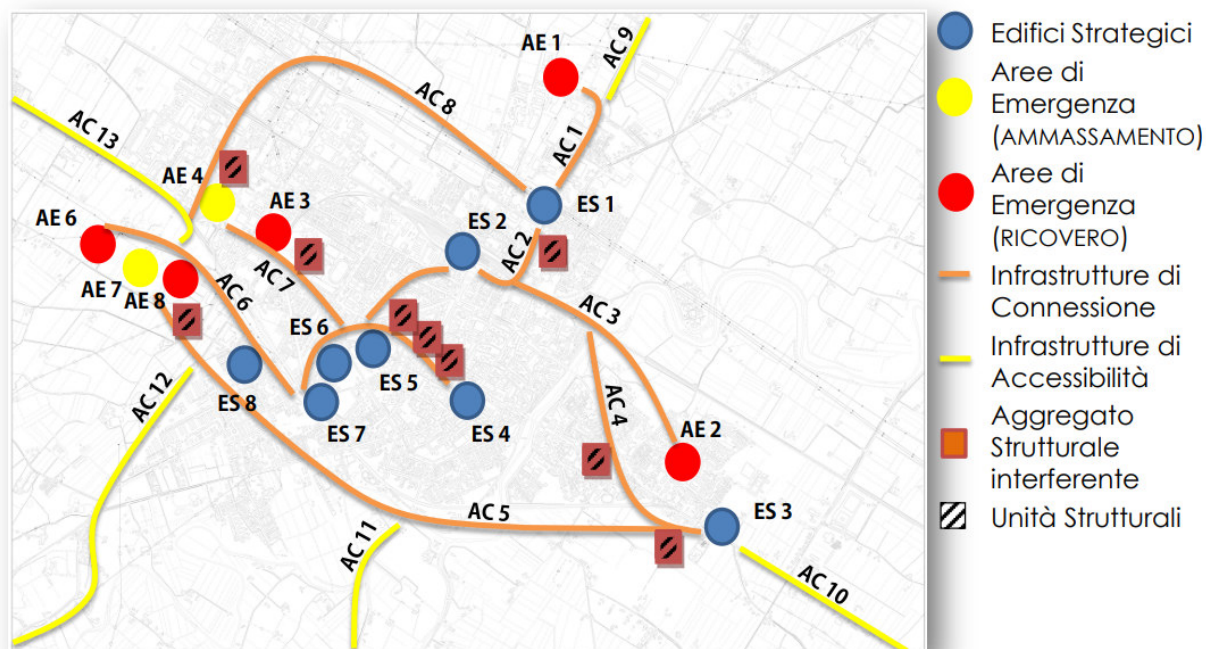 AE 1
AC 9
AC 8
AC 1
AC 13
AE 4
AE 3
ES 1
AE 6
ES 2
AC 2
AC 7
AC 6
AE 7
AE 8
AC 3
ES 6
ES 5
AC 12
ES 8
ES 7
ES 4
AC 4
AE 2
AC 5
ES 3
AC 11
AC 10
Edifici Strategici
Aree di
Emergenza
(AMMASSAMENTO)
Aree di
Emergenza
(RICOVERO)
Infrastrutture di
Connessione
Infrastrutture di
Accessibilità
Aggregato
Strutturale
interferente
Unità Strutturali